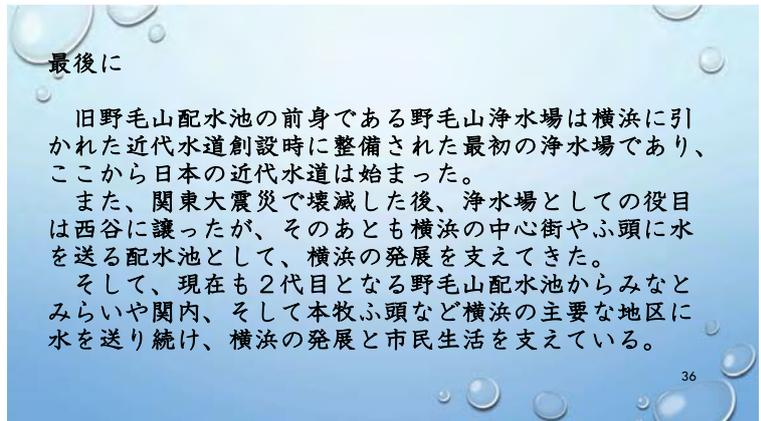 最後に
　旧野毛山配水池の前身である野毛山浄水場は横浜に引
かれた近代水道創設時に整備された最初の浄水場であり、
ここから日本の近代水道は始まった。
　また、関東大震災で壊滅した後、浄水場としての役目
は西谷に譲ったが、そのあとも横浜の中心街やふ頭に水
を送る配水池として、横浜の発展を支えてきた。
　そして、現在も２代目となる野毛山配水池からみなと
みらいや関内、そして本牧ふ頭など横浜の主要な地区に
水を送り続け、横浜の発展と市民生活を支えている。
36